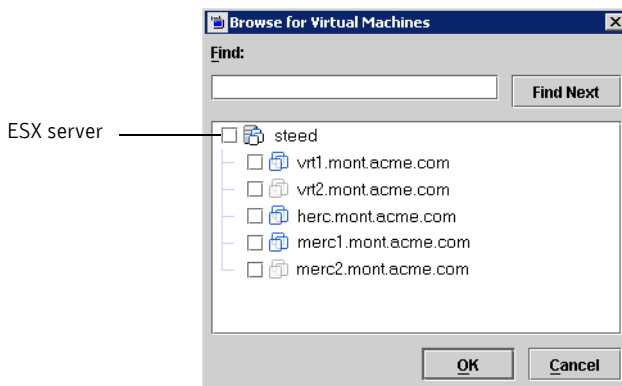 Browse for Virtual Machines
Find:
Find Next
ESX server
steed
vrt1.mont.acme.com
vrt2.mont.acme.com
herc.mont.acme.com
merc1.mont.acme.com
merc2.mont.acme.com
OK
Cancel